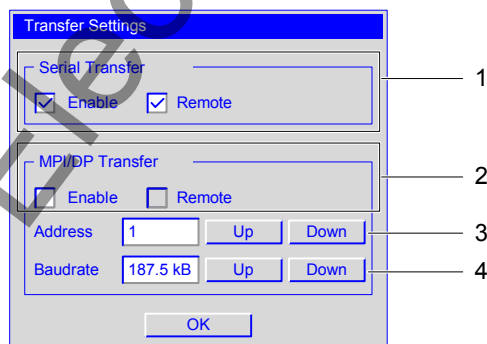 Transfer Settings
Serial Transfer
Enable Remote
1
MPI/DP Transfer
Enable Remote
2
Address 1 Up Down 3
Baudrate 187.5 kB Up Down 4
OK
Elec